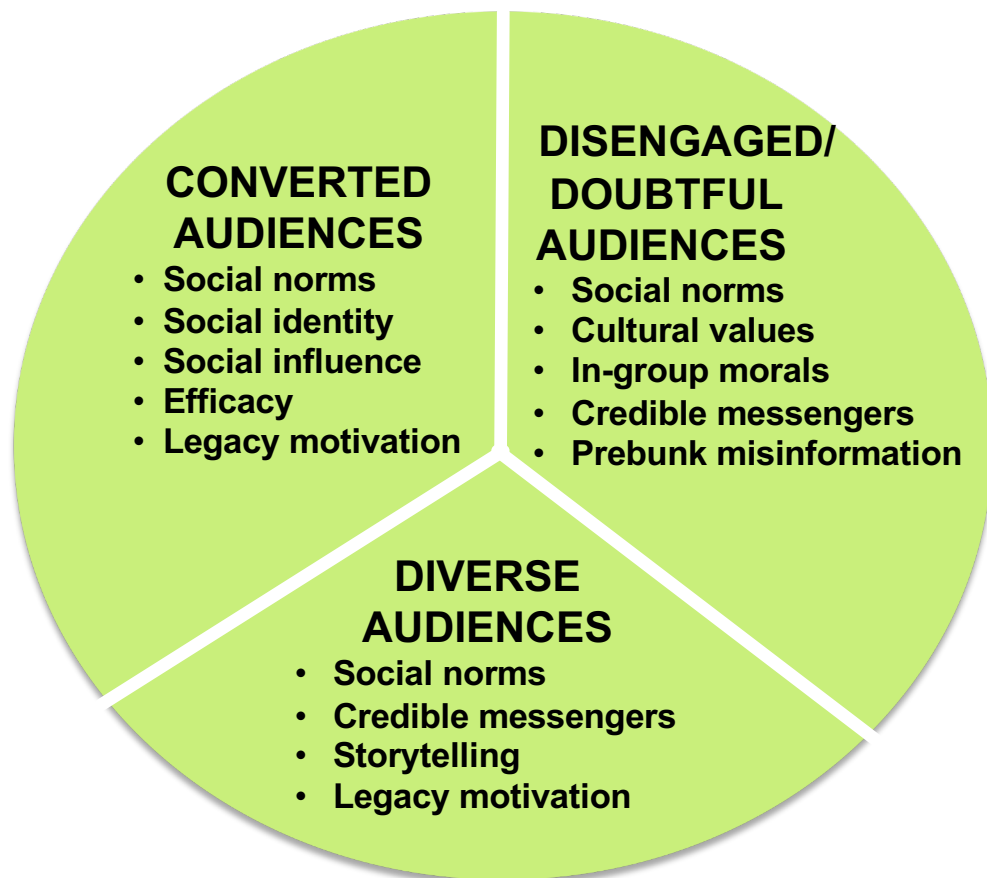 CONVERTED
AUDIENCES
• Social norms
• Social identity
• Social influence
• Efficacy
• Legacy motivation
DISENGAGED/
DOUBTFUL
AUDIENCES
• Social norms
• Cultural values
• In-group morals
• Credible messengers
• Prebunk misinformation
DIVERSE
AUDIENCES
• Social norms
• Credible messengers
• Storytelling
• Legacy motivation